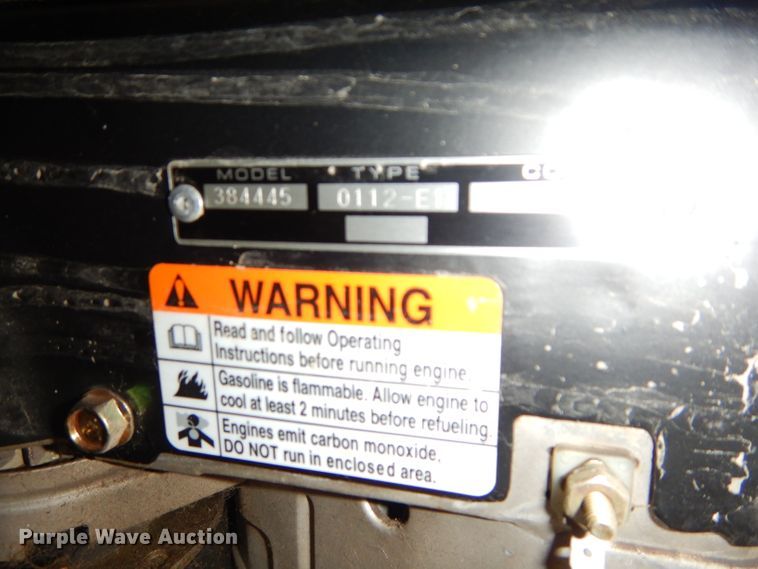 MODEL TYPE
384445 0112-E1
WARNING
Read and follow Operating
Instructions before running engine.
Gasoline is flammable. Allow engine to
cool at least 2 minutes before refueling.
Engines emit carbon monoxide.
DO NOT run in enclosed area.
Purple Wave Auction